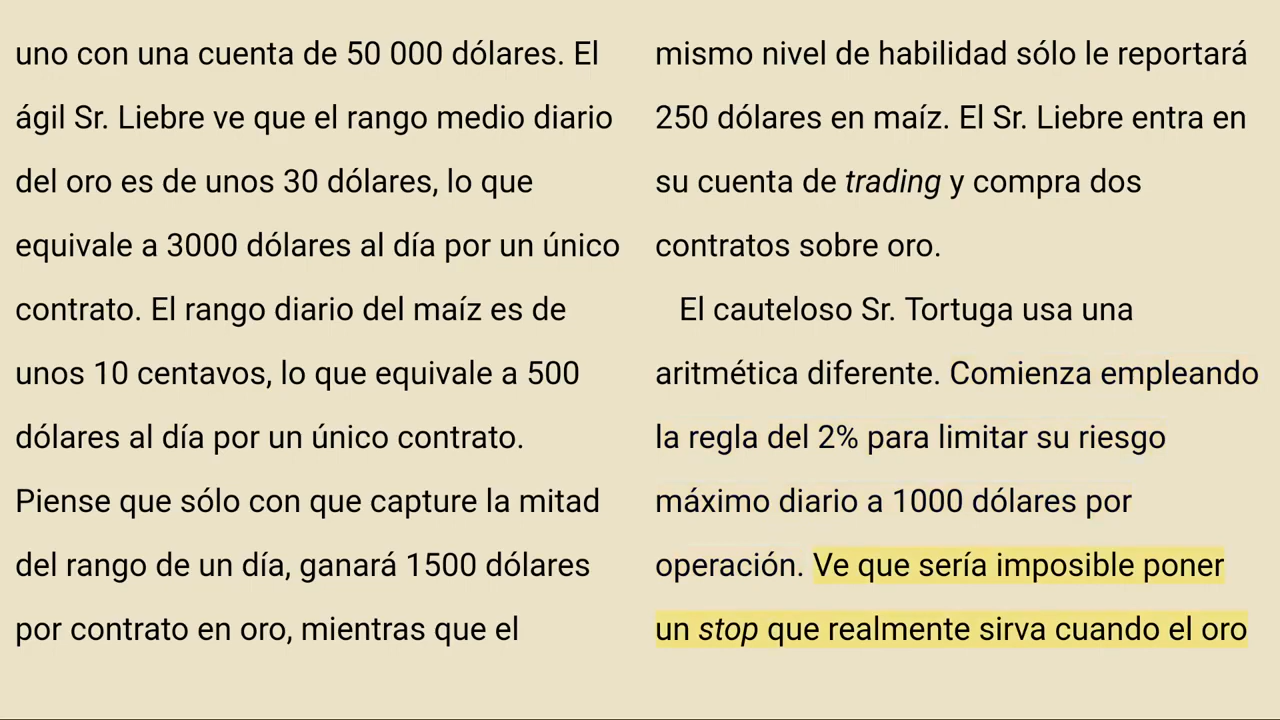 uno con una cuenta de 50 000 dólares. El
ágil Sr. Liebre ve que el rango medio diario
del oro es de unos 30 dólares, lo que
equivale a 3000 dólares al día por un único
contrato. El rango diario del maíz es de
unos 10 centavos, lo que equivale a 500
dólares al día por un único contrato.
Piense que sólo con que capture la mitad
del rango de un día, ganará 1500 dólares
por contrato en oro, mientras que el
mismo nivel de habilidad sólo le reportará
250 dólares en maíz. El Sr. Liebre entra en
su cuenta de trading y compra dos
contratos sobre oro.
El cauteloso Sr. Tortuga usa una
aritmética diferente. Comienza empleando
la regla del 2% para limitar su riesgo
máximo diario a 1000 dólares por
operación. Ve que sería imposible poner
un stop que realmente sirva cuando el oro